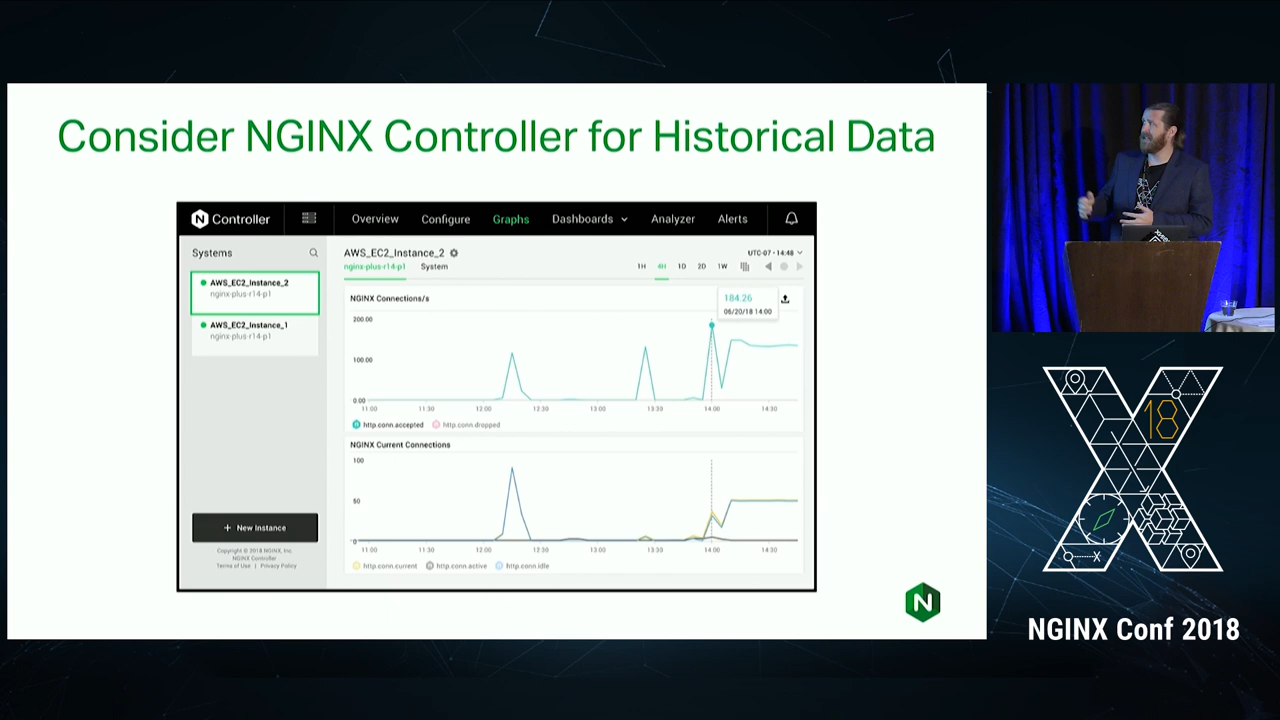 Consider NGINX Controller for Historical Data
N Controller
Overview
Configure
Graphs
Dashboards
Analyzer
Alerts
Systems
AWS_EC2_Instance_2
nginx-plus-r14-p1
AWS_EC2_Instance_1
nginx-plus-r14-p1
+ New Instance
Copyright © 2018 NGINX, Inc.
NGINX Controller
Terms of Use | Privacy Policy
AWS_EC2_Instance_2
UTC-07 • 14:48
nginx-plus-r14-p1
System
1H 4H 1D 2D 1W
NGINX Connections/s
184.26
06/20/18 14:00
200.00
100.00
0.00
11:00 11:30 12:00 12:30 13:00 13:30 14:00 14:30
N http.conn.accepted
N http.conn.dropped
NGINX Current Connections
100
50
0
11:00 11:30 12:00 12:30 13:00 13:30 14:00 14:30
N http.conn.current
N http.conn.active
N http.conn.idle
N
18
NGINX Conf 2018